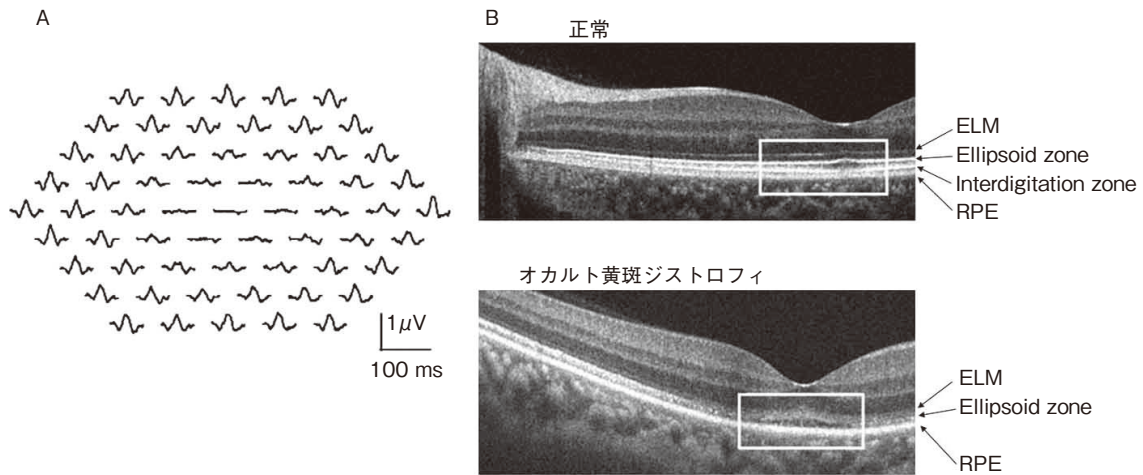 A
1μV
100 ms
B
正常
ELM
Ellipsoid zone
Interdigitation zone
RPE
オカルト黄斑ジストロフィ
ELM
Ellipsoid zone
RPE